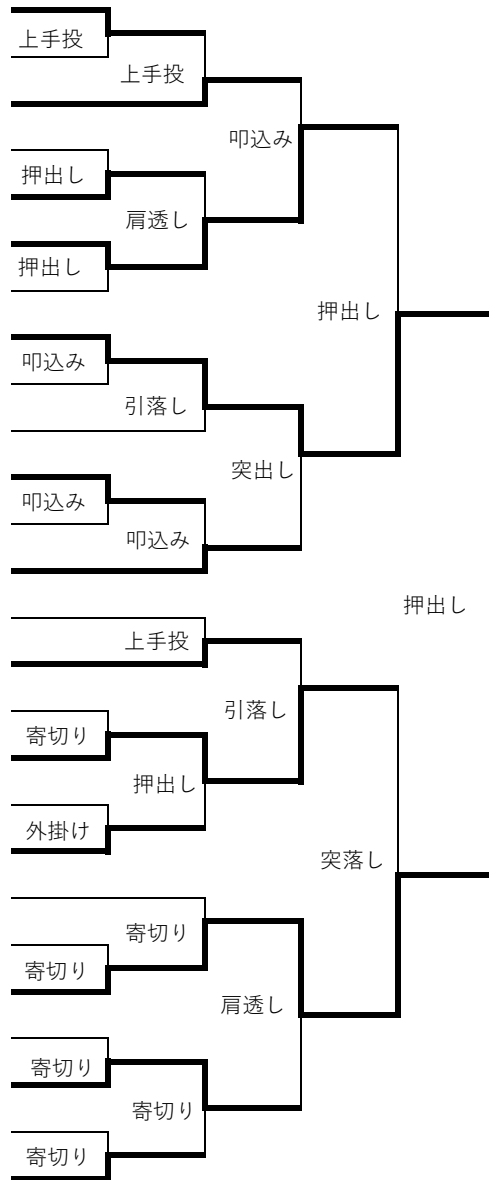 上手投
上手投
叩込み
押出し
肩透し
押出し
押出し
叩込み
引落し
突出し
叩込み
叩込み
押出し
上手投
引落し
寄切り
押出し
外掛け
突落し
寄切り
寄切り
肩透し
寄切り
寄切り
寄切り